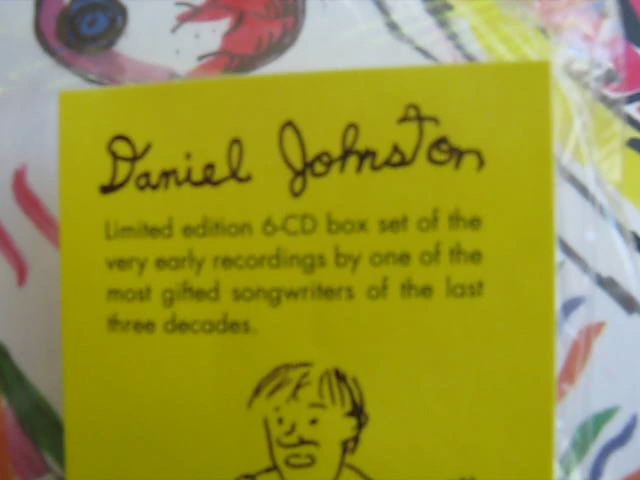 Daniel Johnston
Limited edition 6-CD box set of the
very early recordings by one of the
most gifted songwriters of the last
three decades.